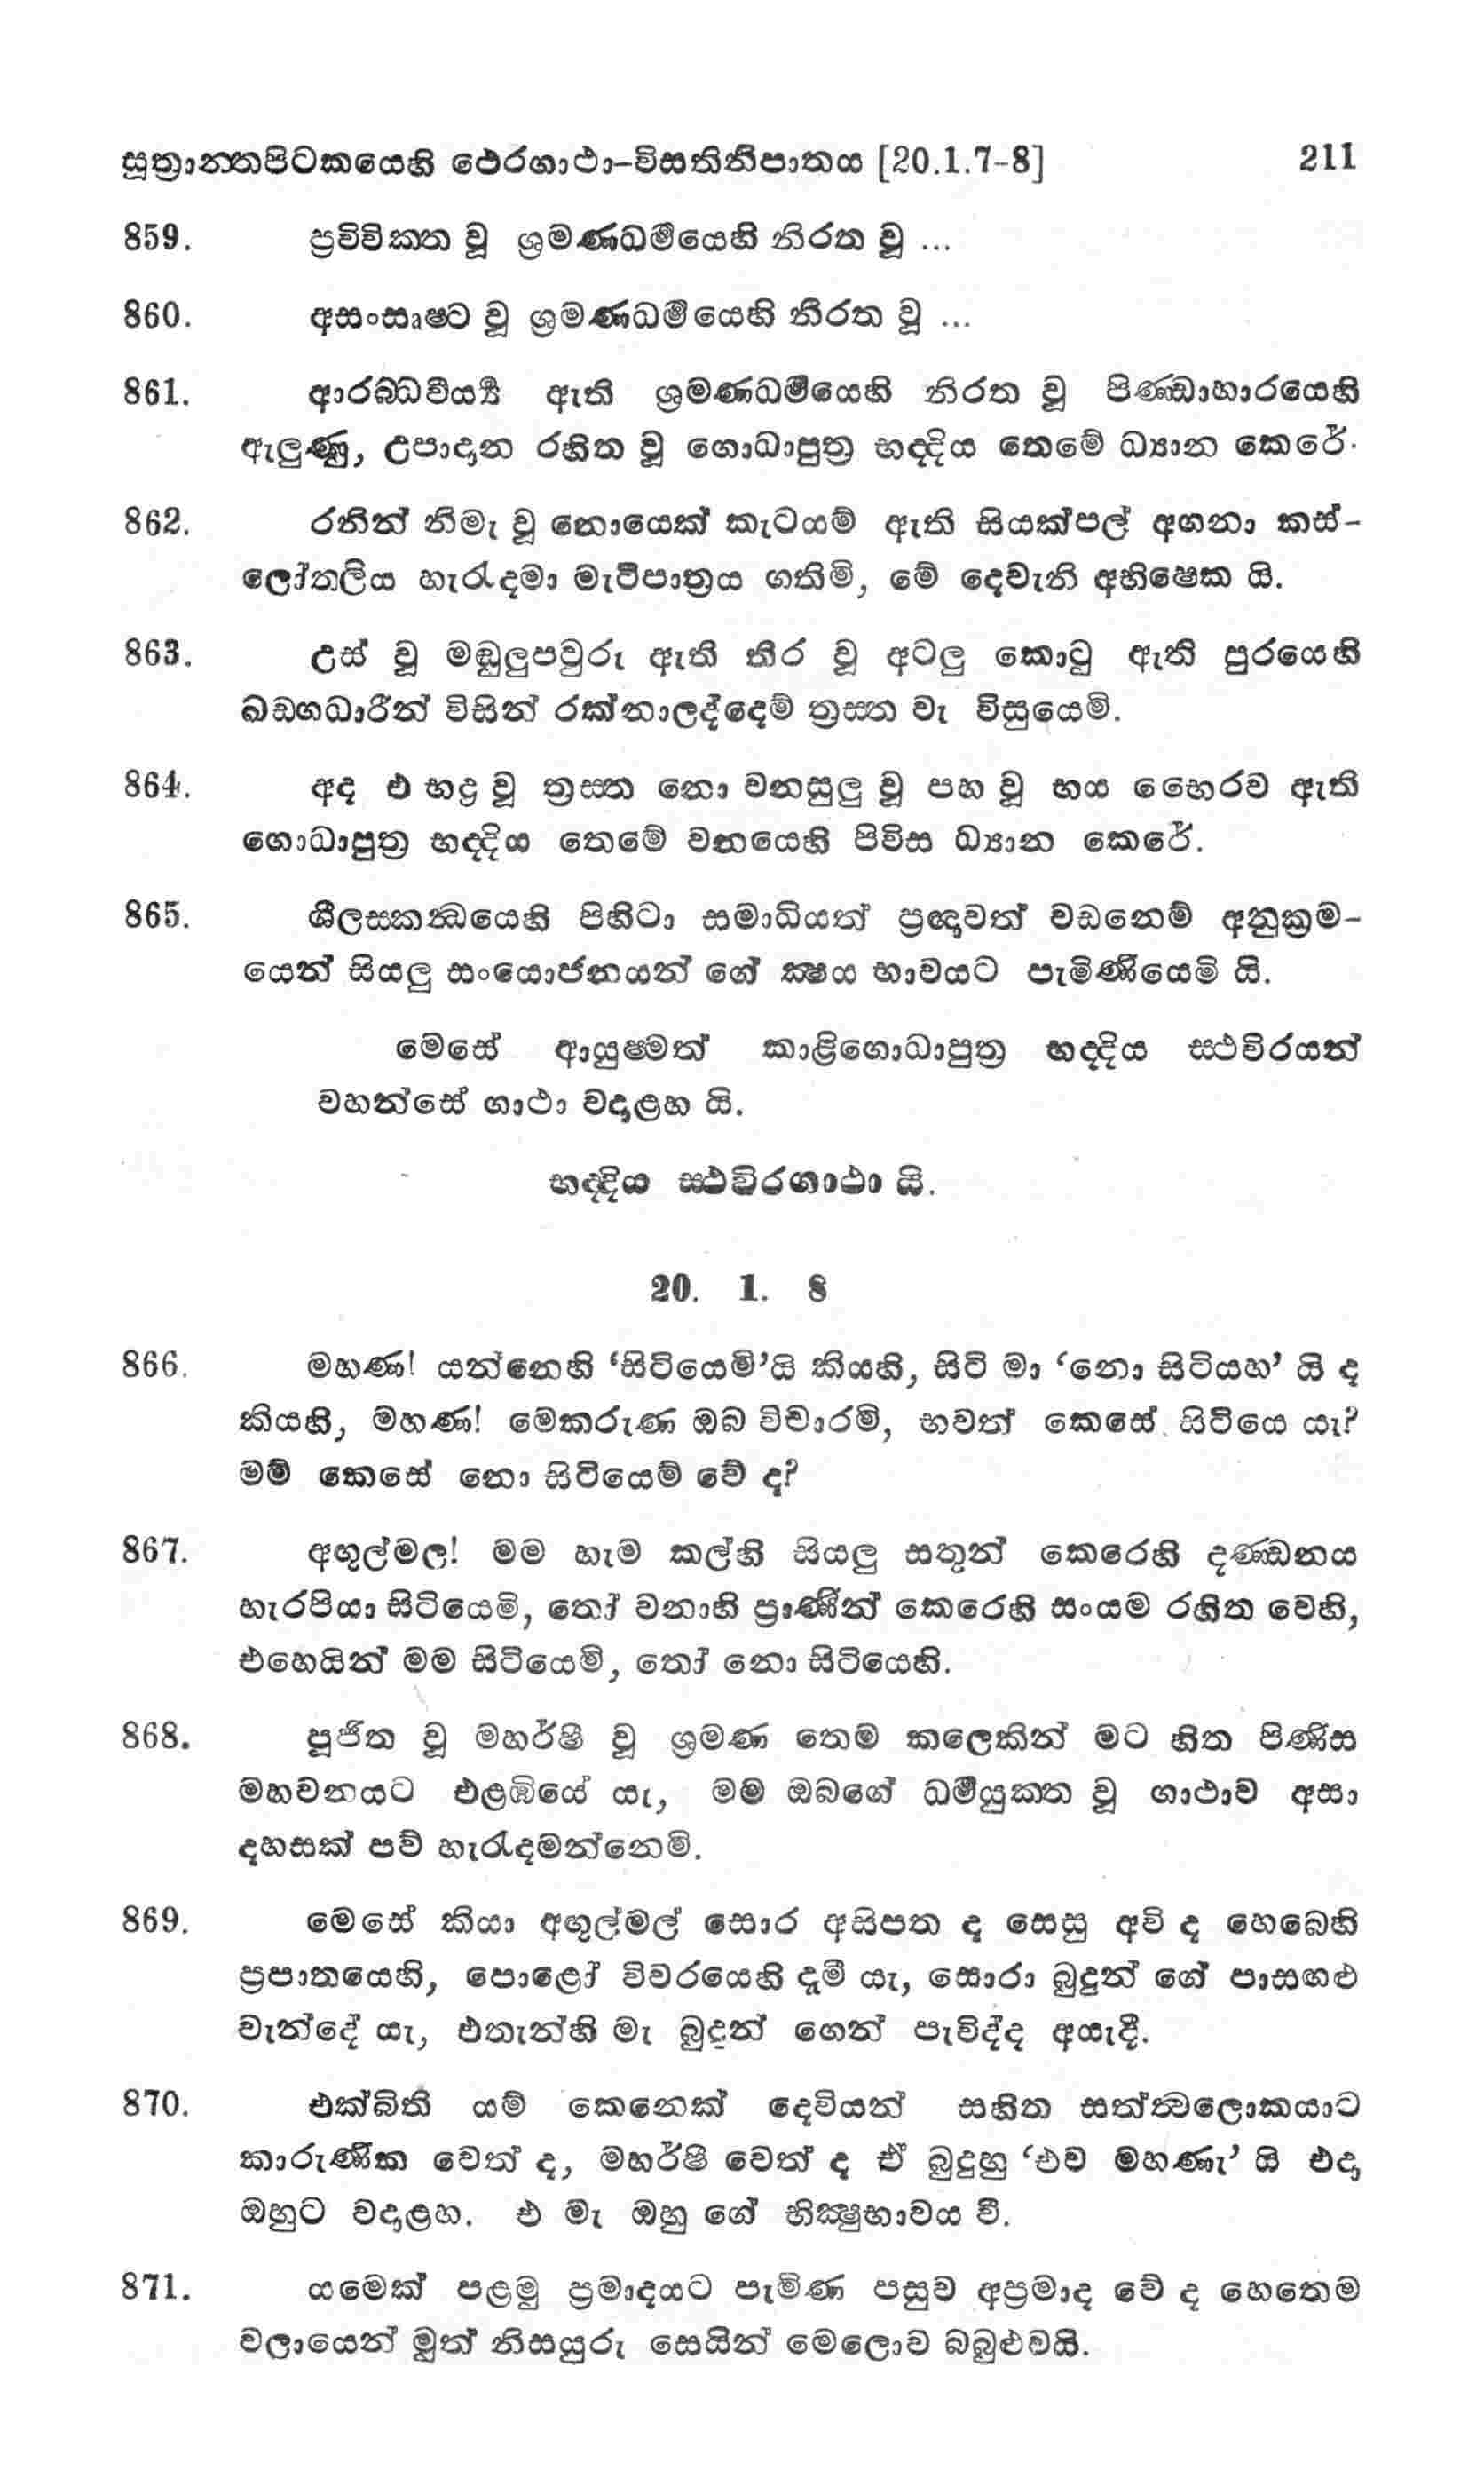 සූත්‍රාන්තපිටකයෙහි ථෙරගාථා-විසතිනිපාතය [20.1.7-8] 211
859. ප්‍රවිවික්ත වූ ශ්‍රමණධර්‍මයෙහි නිරත වූ ...
860. අසංසෘෂ්ට වූ ශ්‍රමණධර්‍මයෙහි නිරත වූ ...
861. ආරබ්ධවීර්‍ය්‍ය ඇති ශ්‍රමණධර්‍මයෙහි නිරත වූ පිණ්ඩාහාරයෙහි
ඇලුණු, උපාදාන රහිත වූ ගොධාපුත්‍ර භද්දිය තෙමේ ධ්‍යාන කෙරේ.
862. රනින් නිමැ වූ නොයෙක් කැටයම් ඇති සියක්පල් අගනා කස්-
ලෝතලිය හැරැදමා මැටිපාත්‍රය ගතිමි, මේ දෙවැනි අභිෂෙක යි.
863. උස් වූ මඬුලුපවුරු ඇති තිර වූ අටලු කොටු ඇති පුරයෙහි
ඛඩ්ගධාරීන් විසින් රක්නාලද්දෙම් ත්‍රස්ත වැ විසුයෙමි.
864. අද එ භද්‍ර වූ ත්‍රස්ත නො වනසුලු වූ පහ වූ භය භෛරව ඇති
ගොධාපුත්‍ර භද්දිය තෙමේ වනයෙහි පිවිස ධ්‍යාන කෙරේ.
865. ශීලස්කන්ධයෙහි පිහිටා සමාධියත් ප්‍රඥාවත් වඩනෙම් අනුක්‍රම-
යෙන් සියලු සංයොජනයන් ගේ ක්ෂය භාවයට පැමිණියෙමි යි.
මෙසේ ආයුෂ්මත් කාළිගොධාපුත්‍ර භද්දිය ස්ථවිරයන්
වහන්සේ ගාථා වදාළහ යි.
භද්දිය ස්ථවිරගාථා යි.
20. 1. 8
866. මහණ! යන්නෙහි ‘සිටියෙමි’යි කියහි, සිටි මා ‘නො සිටියහ’ යි ද
කියහි, මහණ! මෙකරුණ ඔබ විචාරමි, භවත් කෙසේ සිටියෙ යැ?
මම් කෙසේ නො සිටියෙම් වේ ද?
867. අඟුල්මල! මම හැම කල්හි සියලු සතුන් කෙරෙහි දණ්ඩනය
හැරපියා සිටියෙමි, තෝ වනාහි ප්‍රාණීන් කෙරෙහි සංයම රහිත වෙහි,
එහෙයින් මම සිටියෙමි, තෝ නො සිටියෙහි.
868. පූජිත වූ මහර්ෂි වූ ශ්‍රමණ තෙම කලෙකින් මට හිත පිණිස
මහවනයට එළඹියේ යැ, මම ඔබගේ ධර්‍මයුක්ත වූ ගාථාව අසා
දහසක් පව් හැරැදමන්නෙමි.
869. මෙසේ කියා අඟුල්මල් සොර අසිපත ද සෙසු අවි ද හෙබෙහි
ප්‍රපාතයෙහි, පොළෝ විවරයෙහි දැමී යැ, සොරා බුදුන් ගේ පාසඟළ
වැන්දේ යැ, එතැන්හි මැ බුදුන් ගෙන් පැවිද්ද අයැදී.
870. එක්බිති යම් කෙනෙක් දෙවියන් සහිත සත්ත්වලොකයාට
කාරුණික වෙත් ද, මහර්ෂි වෙත් ද ඒ බුදුහු ‘එව මහණැ’ යි එදා
ඔහුට වදාළහ. එ මැ ඔහු ගේ භික්ෂුභාවය වී.
871. යමෙක් පළමු ප්‍රමාදයට පැමිණ පසුව අප්‍රමාද වේ ද හෙතෙම
වලායෙන් මුත් නිසයුරු සෙයින් මෙලොව බබුළුවයි.